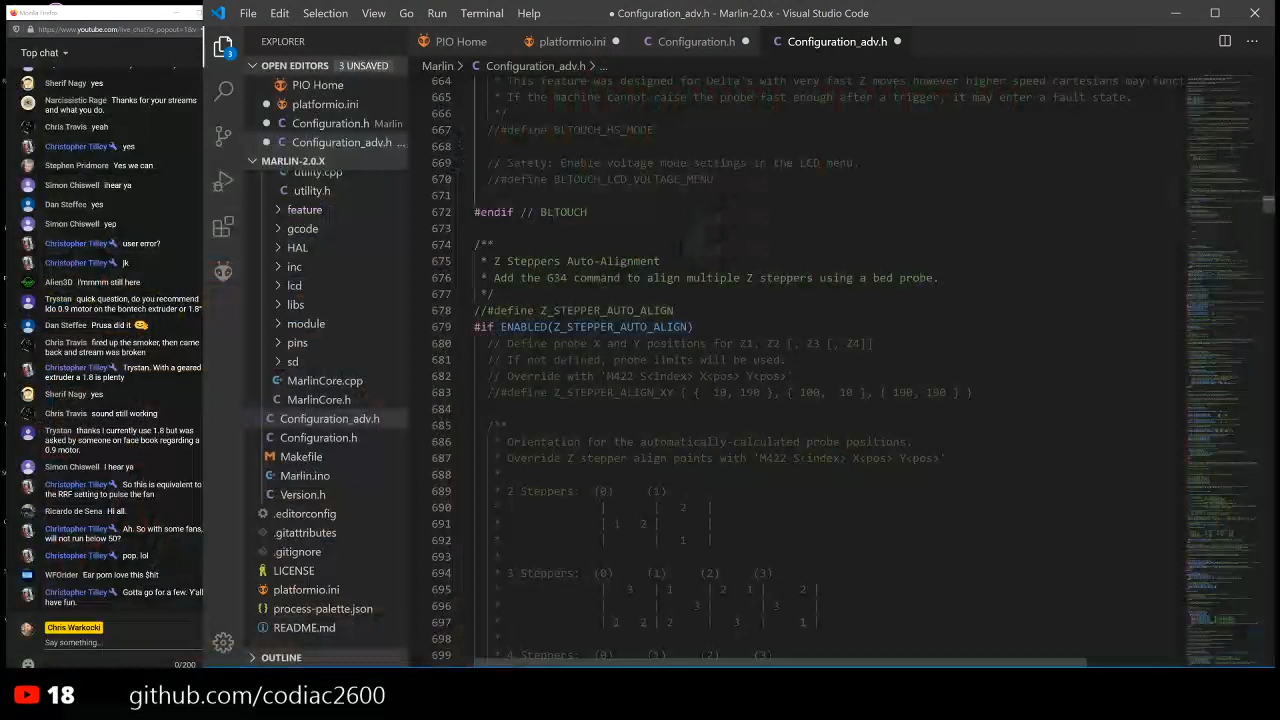 Mozilla Firefox
https://www.youtube.com/live_chat?is_popout=1&v
Top chat
Sherif Nagy yes
Narcissistic Rage Thanks for your streams
and what you do.
Chris Travis yeah
Christopher Tilley yes
Stephen Pridmore Yes we can.
Simon Chiswell ihear ya
Dan Steffee yes
Simon Chiswell yep
Christopher Tilley user error?
Christopher Tilley jk
Alien3D I'mmmm still here
Trystan quick question, do you recommend
ldo 0.9 motor on the bontech extruder or 1.8°
Dan Steffee Prusa did it
Chris Travis fired up the smoker, then came
back and stream was broken
Christopher Tilley Trystan. With a geared
extruder a 1.8 is plenty
Sherif Nagy yes
Chris Travis sound still working
Trystan thanks I currently use 1.8 but was
asked by someone on face book regarding a
0.9 motor.
Simon Chiswell I hear ya
Christopher Tilley So this is equivalent to
the RRF setting to pulse the fan
Ricardo de Sena Hi all.
Christopher Tilley Ah. So with some fans,
will not run below 50?
Christopher Tilley pop. lol
WFOrider Ear porn love this $hit
Christopher Tilley Gotta go for a few. Y'all
have fun.
Chris Warkocki
Say something...
0/200
File
Selection View Go
Help
Configuration_adv.h - Marlin-2.0.x - Visual Studio Code
EXPLORER
OPEN EDITORS 3 UNSAVED
PIO Home
platformio.ini
Configuration.h Marlin
Configuration_adv.h ...
MARLIN-2.0.X
utility.cpp
utility.h
feature
gcode
HAL
inc
lcd
libs
module
pins
sd
MarlinCore.cpp
MarlinCore.h
Configuration_adv.h
Configuration.h
Makefile
Marlin.ino
Version.h
.editorconfig
.gitattributes
.gitignore
LICENSE
platformio.ini
process-palette.json
README.md
OUTLINE
3
PIO Home
platformio.ini
Configuration.h
Configuration_adv.h
Marlin > Configuration_adv.h > ...
664 * This feature was designed for Delta's with very fast Z moves however higher speed cartesians may func
665 If the machine cannot raise the probe fast enough after a trigger, it may enter a fault state.
666
667 //#define BLTOUCH_HS_MODE
668
669 Enable voltage mode settings in the LCD menu.
670 define BLTOUCH_LCD_VOLTAGE_MENU
671
672 #endif // BLTOUCH
673
674 /**
675 * Steppers Auto-Alignment
676 command to align multiple Z steppers using a bed probe.
677
678 //#define Z_STEPPER_AUTO_ALIGN
679 #if ENABLED(Z_STEPPER_AUTO_ALIGN)
680 efine probe X and Y positions for Z1, Z2 [, Z3 [, Z4]]
681 not defined, probe limits will be used.
682 verride with 'M422 S<index> X<pos> Y<pos>'
683 efine Z_STEPPER_ALIGN_XY { { 10, 190 }, { 100, 10 }, { 190, 190 } }
684
685
686 entation for the automatically-calculated probe positions.
687 verride Z stepper align points with 'M422 S<index> X<pos> Y<pos>'
688
689 Steppers: (0) (1)
690 | 2 |
691 1 2 | |
692 | 1 |
693
694 Steppers: (0) (1) (2) (3)
695 3 | 1 | 2 1 2 |
696 | 3 | 3 |
697 | 1 2 | 2 | 3 | 1 |
698
699 Steppers: (0) (3) (2) (3)
18
github.com/codiac2600